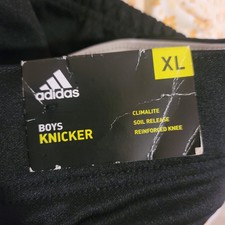 adidas
XL
BOYS
KNICKER
CLIMALITE
SOIL RELEASE
REINFORCED KNEE